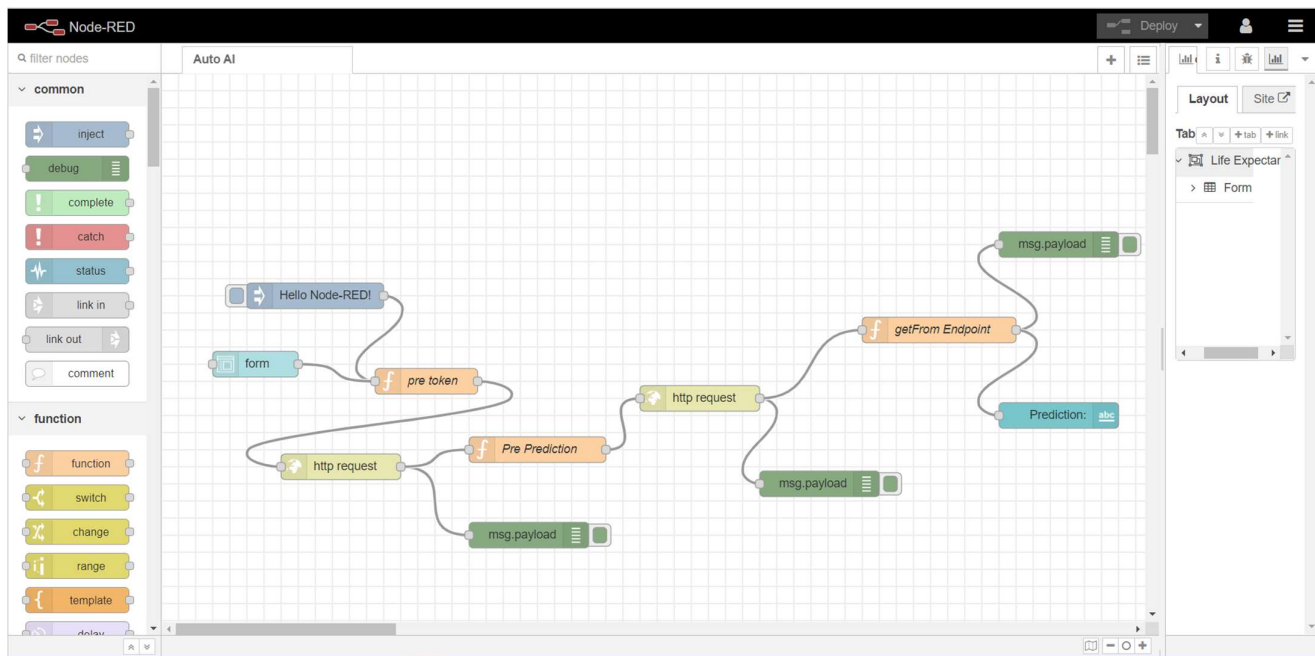 Node-RED
Deploy
filter nodes
Auto AI
common
inject
debug
complete
catch
status
link in
link out
comment
function
function
switch
change
range
template
delay
Hello Node-RED!
form
pre token
http request
Pre Prediction
msg.payload
http request
msg.payload
getFrom Endpoint
msg.payload
Prediction:
abc
i
Layout
Site
Tab
+tab
+link
Life Expectar
Form